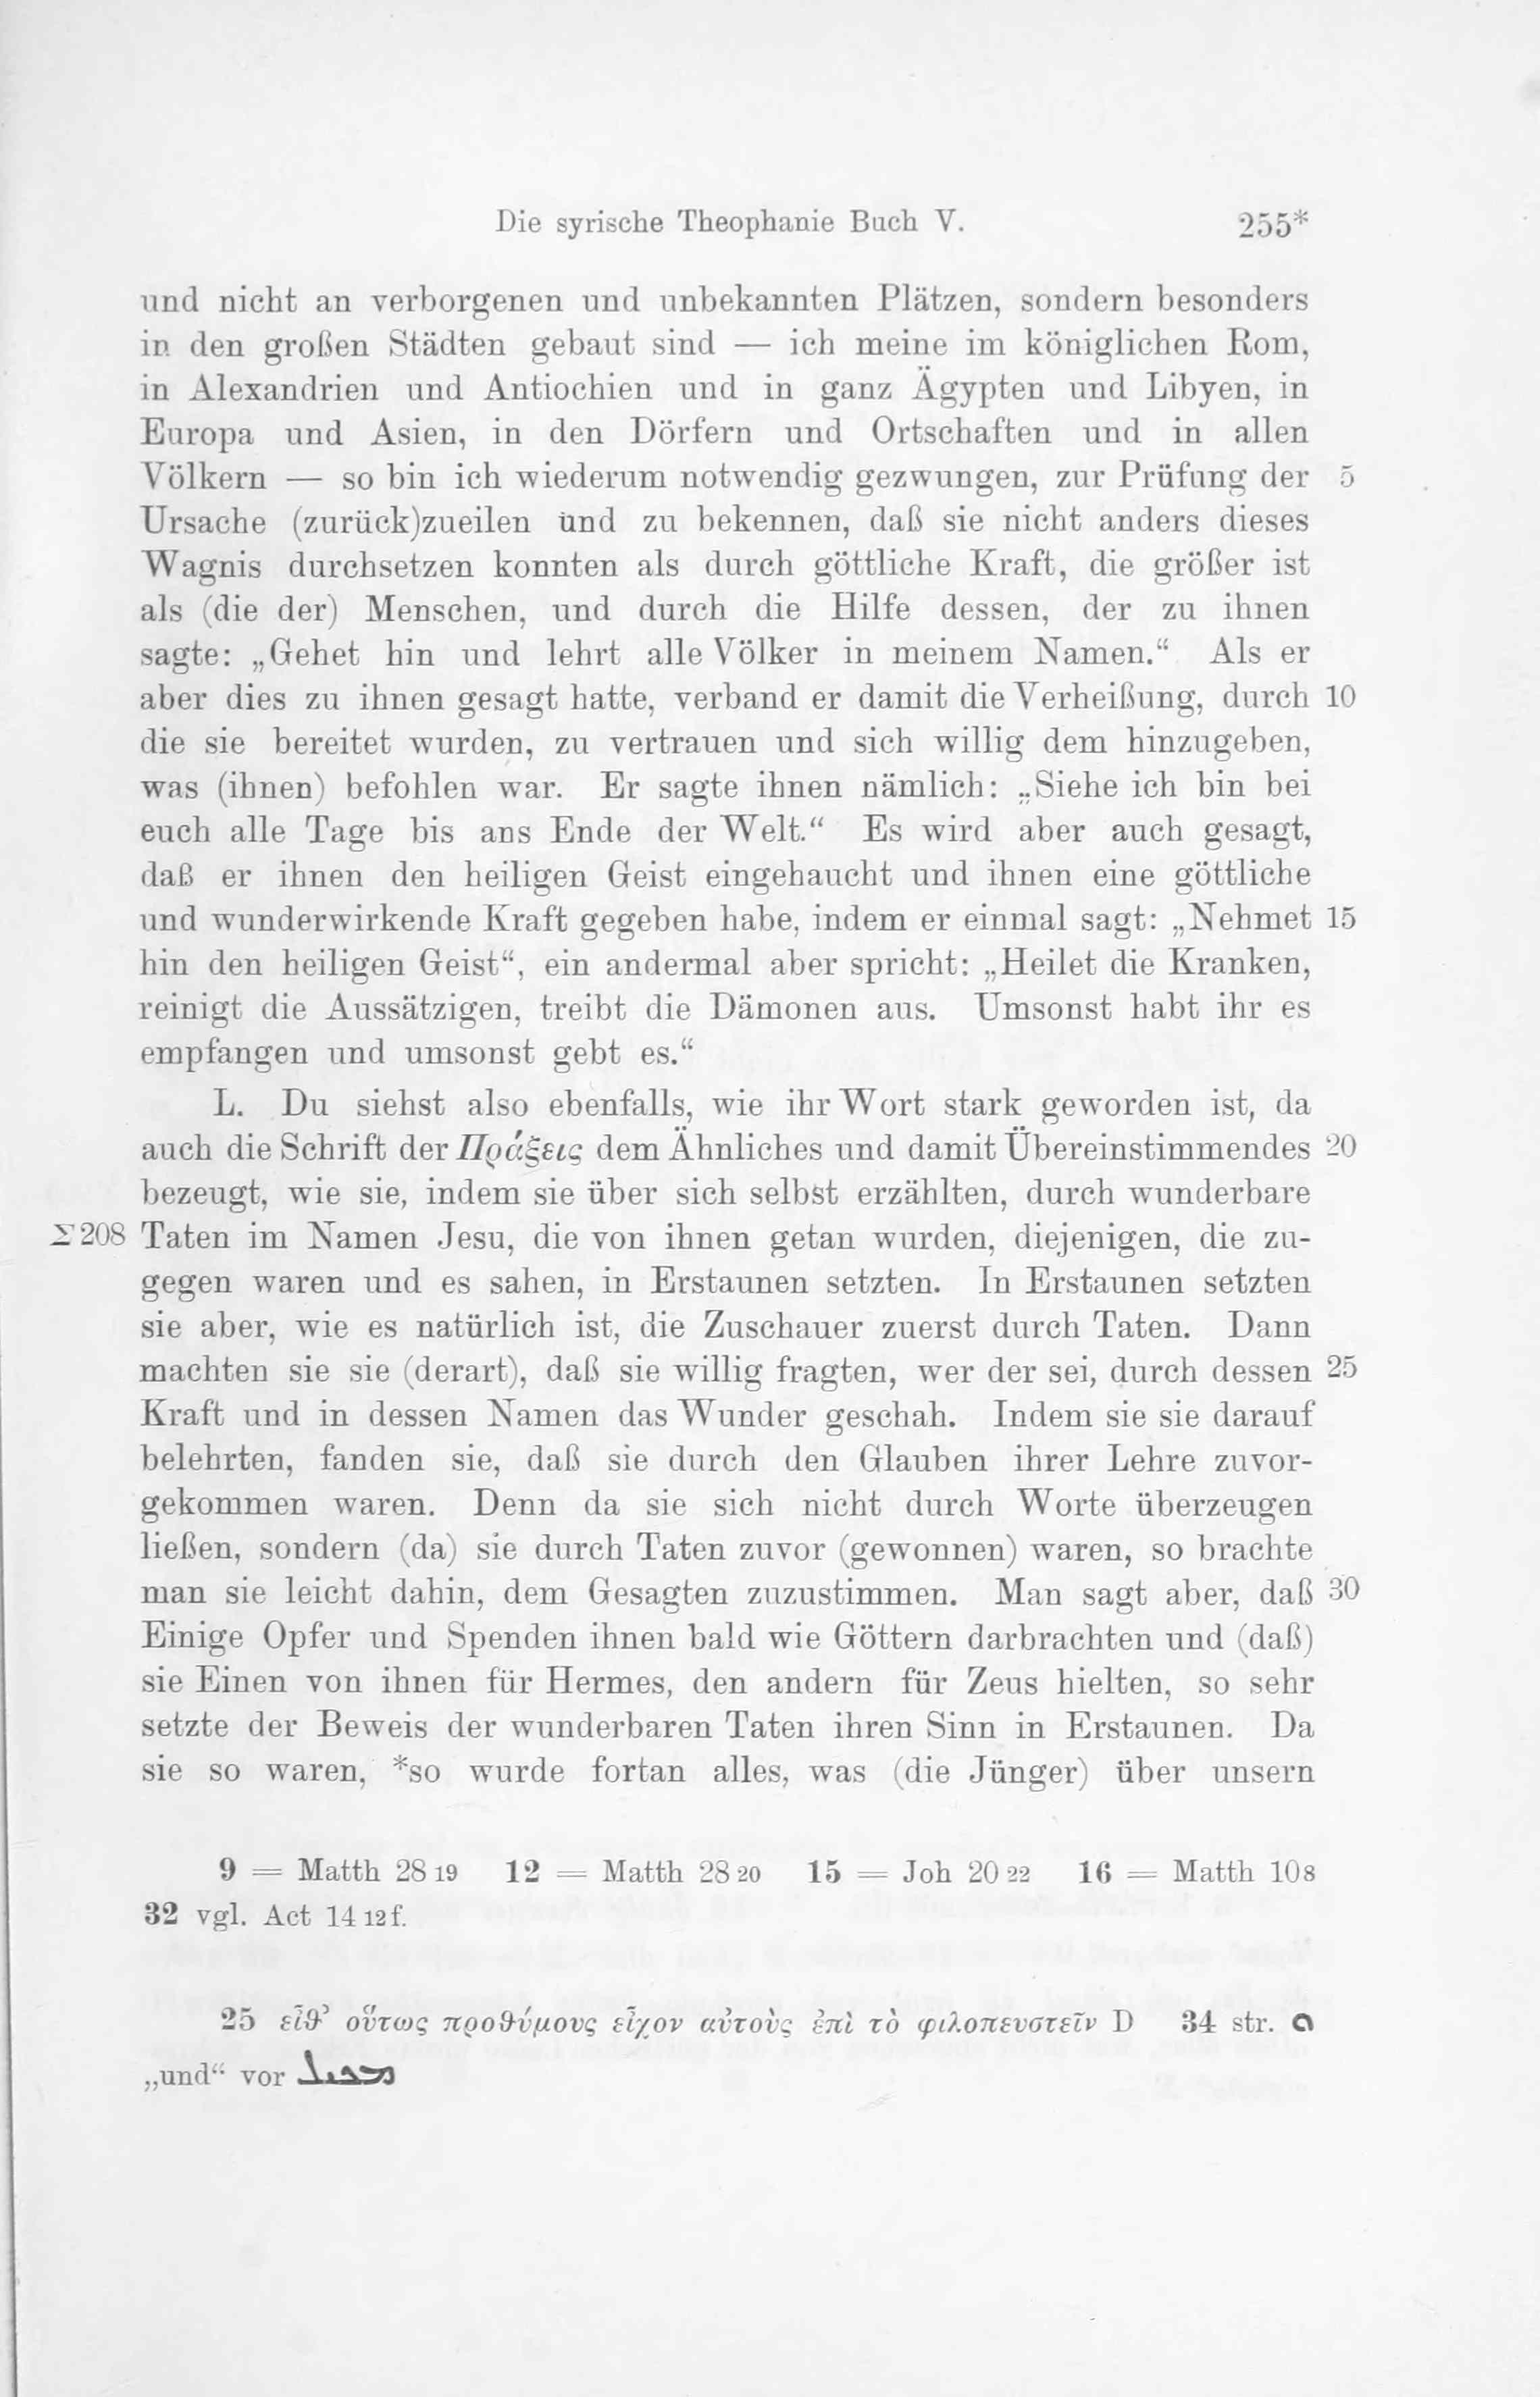 Die syrische Theophanie Buch V. 255*
und nicht an verborgenen und unbekannten Plätzen, sondern besonders
in den großen Städten gebaut sind — ich meine im königlichen Rom,
in Alexandrien und Antiochien und in ganz Ägypten und Libyen, in
Europa und Asien, in den Dörfern und Ortschaften und in allen
Völkern — so bin ich wiederum notwendig gezwungen, zur Prüfung der 5
Ursache (zurück)zueilen und zu bekennen, daß sie nicht anders dieses
Wagnis durchsetzen konnten als durch göttliche Kraft, die größer ist
als (die der) Menschen, und durch die Hilfe dessen, der zu ihnen
sagte: „Gehet hin und lehrt alle Völker in meinem Namen.“ Als er
aber dies zu ihnen gesagt hatte, verband er damit die Verheißung, durch 10
die sie bereitet wurden, zu vertrauen und sich willig dem hinzugeben,
was (ihnen) befohlen war. Er sagte ihnen nämlich: „Siehe ich bin bei
euch alle Tage bis ans Ende der Welt.“ Es wird aber auch gesagt,
daß er ihnen den heiligen Geist eingehaucht und ihnen eine göttliche
und wunderwirkende Kraft gegeben habe, indem er einmal sagt: „Nehmet 15
hin den heiligen Geist“, ein andermal aber spricht: „Heilet die Kranken,
reinigt die Aussätzigen, treibt die Dämonen aus. Umsonst habt ihr es
empfangen und umsonst gebt es.“
L. Du siehst also ebenfalls, wie ihr Wort stark geworden ist, da
auch die Schrift der Πράξεις dem Ähnliches und damit Übereinstimmendes 20
bezeugt, wie sie, indem sie über sich selbst erzählten, durch wunderbare
Σ 208 Taten im Namen Jesu, die von ihnen getan wurden, diejenigen, die zu-
gegen waren und es sahen, in Erstaunen setzten. In Erstaunen setzten
sie aber, wie es natürlich ist, die Zuschauer zuerst durch Taten. Dann
machten sie sie (derart), daß sie willig fragten, wer der sei, durch dessen 25
Kraft und in dessen Namen das Wunder geschah. Indem sie sie darauf
belehrten, fanden sie, daß sie durch den Glauben ihrer Lehre zuvor-
gekommen waren. Denn da sie sich nicht durch Worte überzeugen
ließen, sondern (da) sie durch Taten zuvor (gewonnen) waren, so brachte
man sie leicht dahin, dem Gesagten zuzustimmen. Man sagt aber, daß 30
Einige Opfer und Spenden ihnen bald wie Göttern darbrachten und (daß)
sie Einen von ihnen für Hermes, den andern für Zeus hielten, so sehr
setzte der Beweis der wunderbaren Taten ihren Sinn in Erstaunen. Da
sie so waren, *so wurde fortan alles, was (die Jünger) über unsern
9 = Matth 28 19 12 = Matth 28 20 15 = Joh 20 22 16 = Matth 10 8
32 vgl. Act 14 12 f.
25 εἶθ’ οὕτως προθύμους εἶχον αὐτοὺς ἐπὶ τὸ φιλοπευστεῖν D 34 str. ܘ
„und“ vor